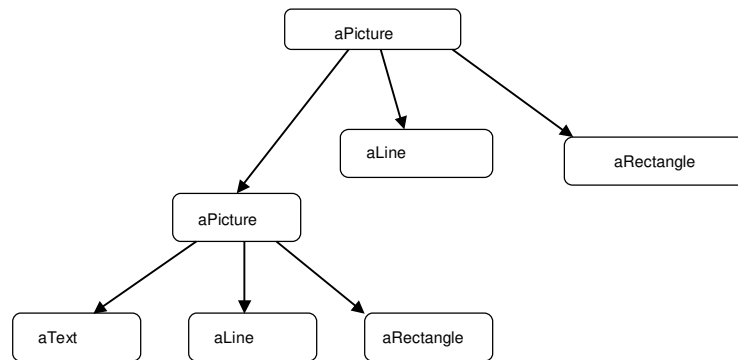 aPicture
aLine
aRectangle
aPicture
aText
aLine
aRectangle